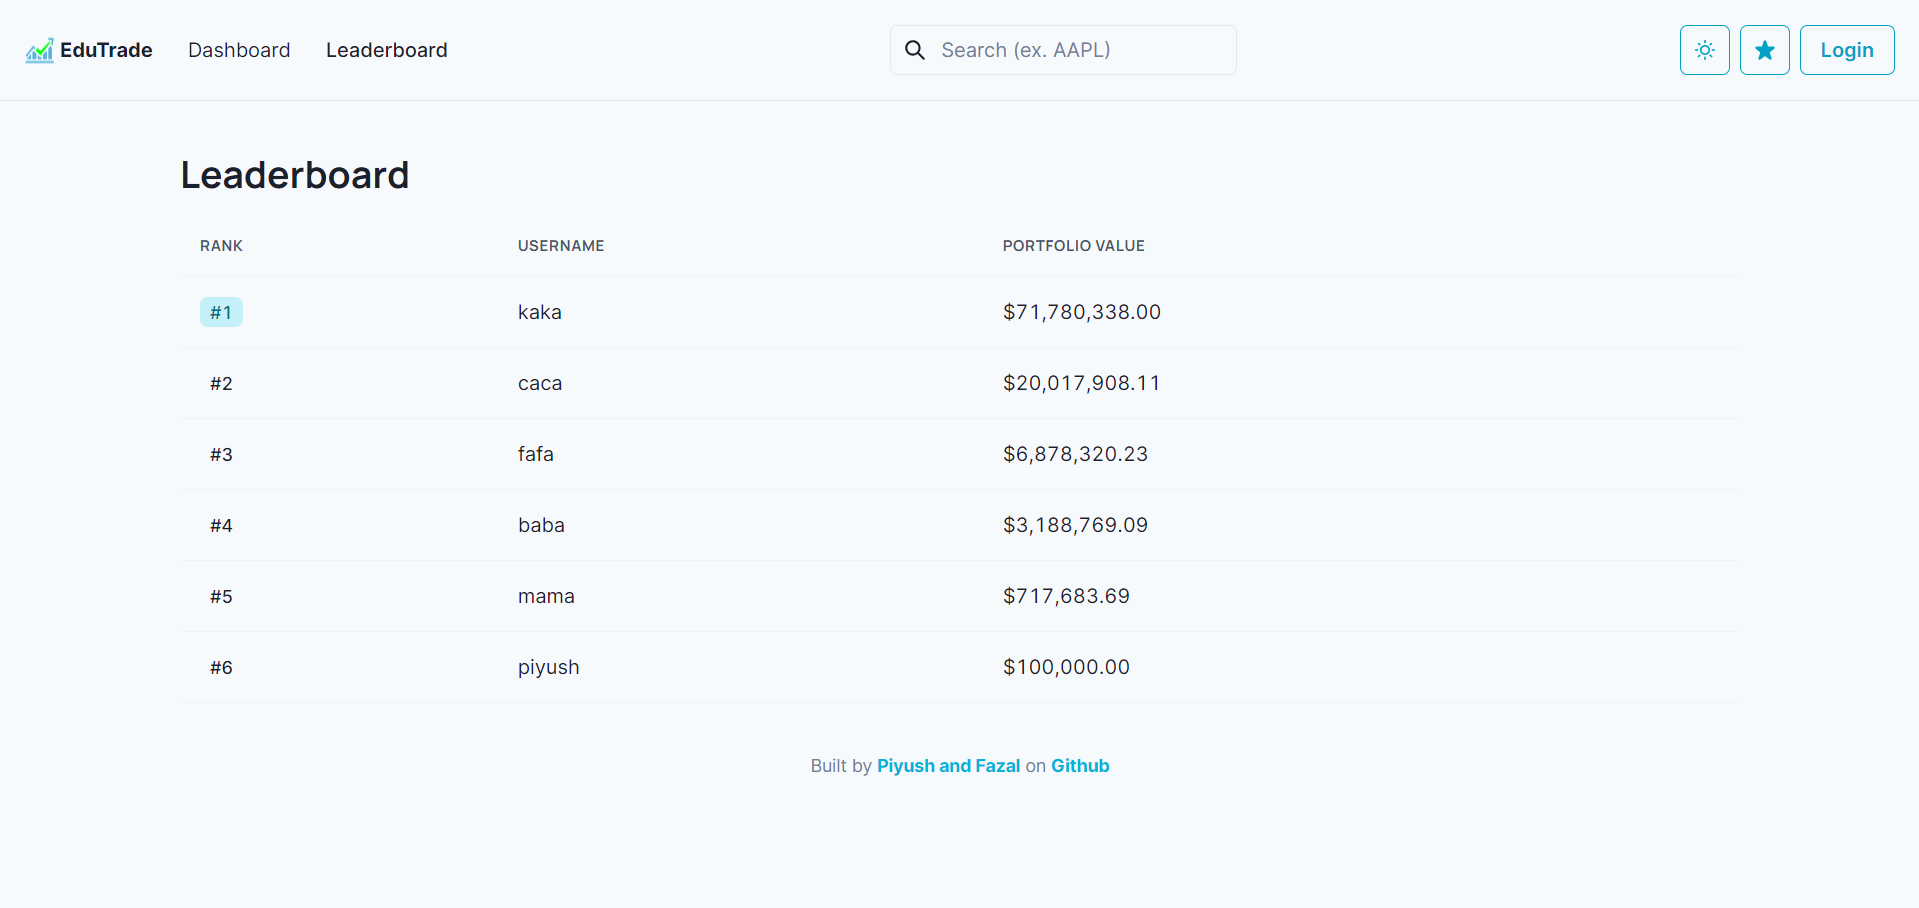 EduTrade Dashboard Leaderboard Search (ex. AAPL) Login
Leaderboard
RANK USERNAME PORTFOLIO VALUE
#1 kaka $71,780,338.00
#2 caca $20,017,908.11
#3 fafa $6,878,320.23
#4 baba $3,188,769.09
#5 mama $717,683.69
#6 piyush $100,000.00
Built by Piyush and Fazal on Github